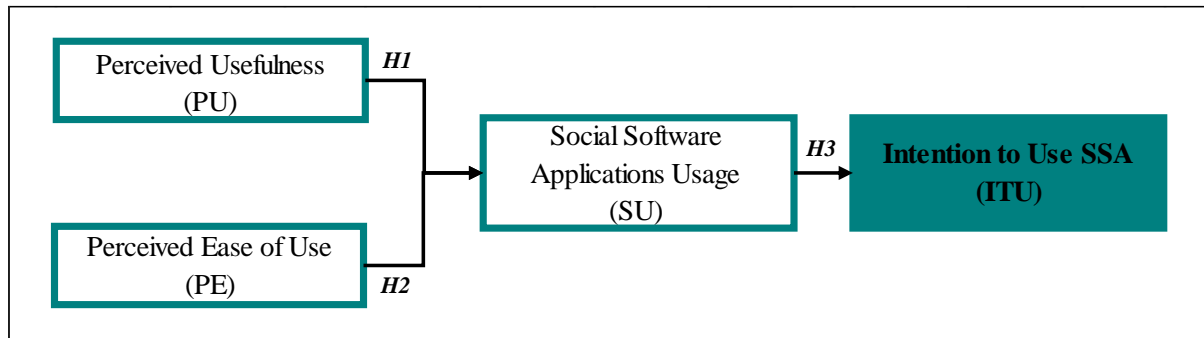 Perceived Usefulness
(PU)
H1
Perceived Ease of Use
(PE)
H2
Social Software
Applications Usage
(SU)
H3
Intention to Use SSA
(ITU)